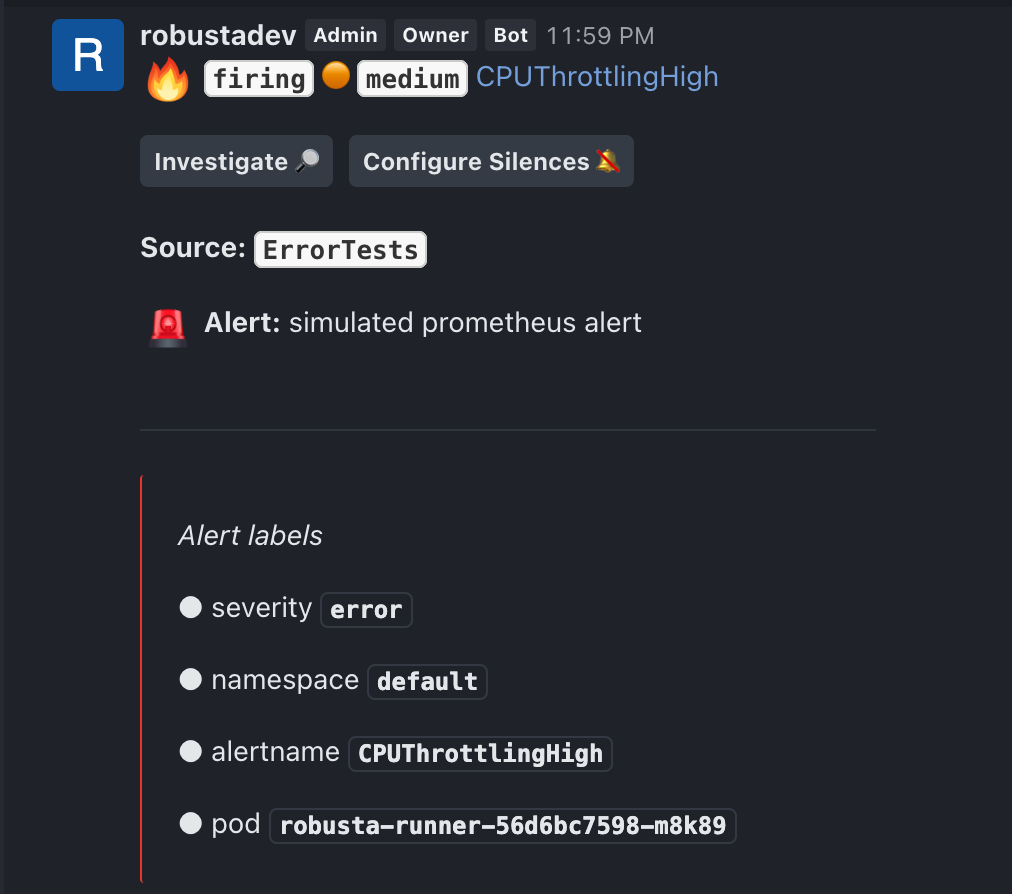 R
robustadev Admin Owner Bot 11:59 PM
firing medium CPUThrottlingHigh
Investigate Configure Silences
Source: ErrorTests
Alert: simulated prometheus alert
Alert labels
severity error
namespace default
alertname CPUThrottlingHigh
pod robusta-runner-56d6bc7598-m8k89